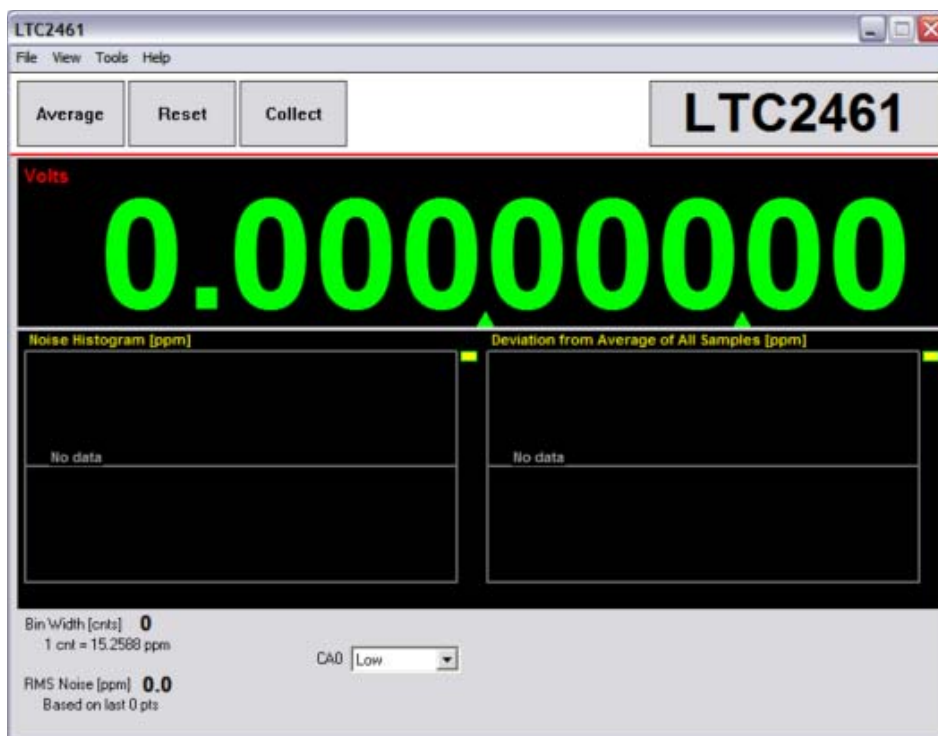 LTC2461
File View Tools Help
Average Reset Collect LTC2461
Volts
0.00000000
Noise Histogram [ppm] Deviation from Average of All Samples [ppm]
No data No data
Bin Width [cnts] 0
1 cnt = 15.2588 ppm
CA0 Low
RMS Noise [ppm] 0.0
Based on last 0 pts